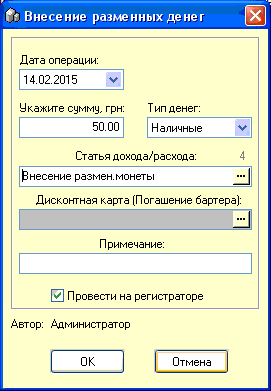 Внесение разменных денег
Дата операции:
14.02.2015
Укажите сумму, грн: Тип денег:
50.00 Наличные
Статья дохода/расхода: 4
Внесение размен.монеты ...
Дисконтная карта (Погашение бартера):
...
Примечание:
Провести на регистраторе
Автор: Администратор
OK Отмена